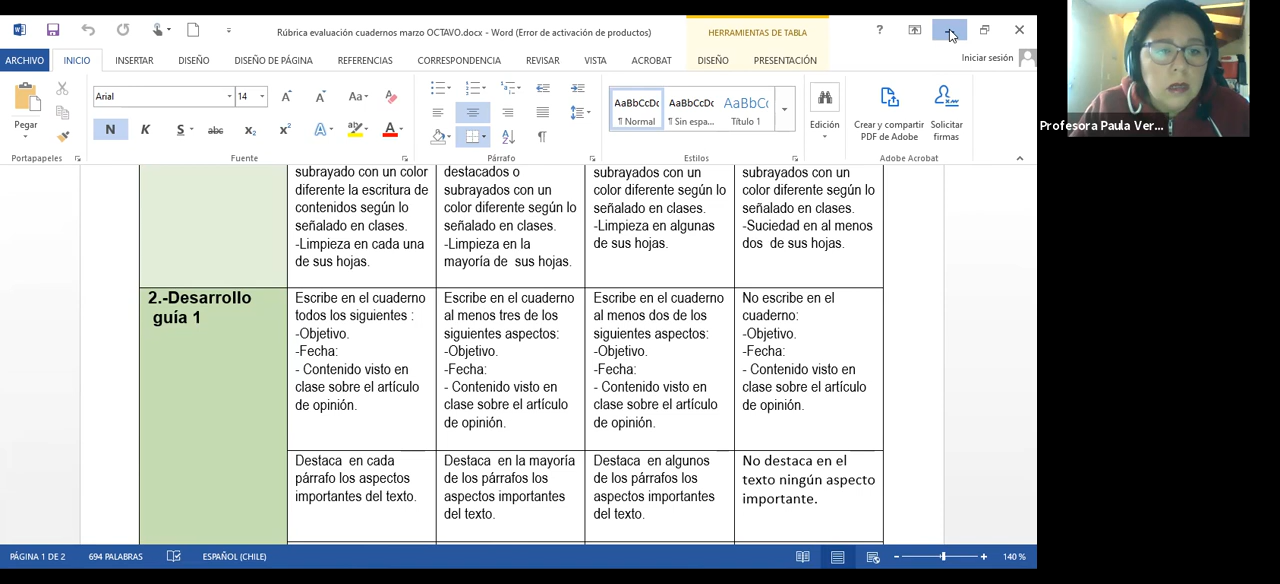 Rúbrica evaluación cuadernos marzo OCTAVO.docx - Word (Error de activación de productos)
HERRAMIENTAS DE TABLA
?
ARCHIVO INICIO INSERTAR DISEÑO DISEÑO DE PÁGINA REFERENCIAS CORRESPONDENCIA REVISAR VISTA ACROBAT DISEÑO PRESENTACIÓN
Iniciar sesión
Arial 14
Pegar
N K S abc x₂ x²
AaBbCcDc AaBbCcDc AaBbCc
¶ Normal ¶ Sin espa... Título 1
Edición
Crear y compartir
PDF de Adobe
Solicitar
firmas
Portapapeles Fuente Párrafo Estilos Adobe Acrobat
Profesora Paula Ver...
subrayado con un color
diferente la escritura de
contenidos según lo
señalado en clases.
-Limpieza en cada una
de sus hojas.
destacados o
subrayados con un
color diferente según lo
señalado en clases.
-Limpieza en la
mayoría de sus hojas.
subrayados con un
color diferente según lo
señalado en clases.
-Limpieza en algunas
de sus hojas.
subrayados con un
color diferente según lo
señalado en clases.
-Suciedad en al menos
dos de sus hojas.
2.-Desarrollo
guía 1
Escribe en el cuaderno
todos los siguientes :
-Objetivo.
-Fecha:
- Contenido visto en
clase sobre el artículo
de opinión.
Escribe en el cuaderno
al menos tres de los
siguientes aspectos:
-Objetivo.
-Fecha:
- Contenido visto en
clase sobre el artículo
de opinión.
Escribe en el cuaderno
al menos dos de los
siguientes aspectos:
-Objetivo.
-Fecha:
- Contenido visto en
clase sobre el artículo
de opinión.
No escribe en el
cuaderno:
-Objetivo.
-Fecha:
- Contenido visto en
clase sobre el artículo
de opinión.
Destaca en cada
párrafo los aspectos
importantes del texto.
Destaca en la mayoría
de los párrafos los
aspectos importantes
del texto.
Destaca en algunos
de los párrafos los
aspectos importantes
del texto.
No destaca en el
texto ningún aspecto
importante.
PÁGINA 1 DE 2 694 PALABRAS ESPAÑOL (CHILE) 140 %